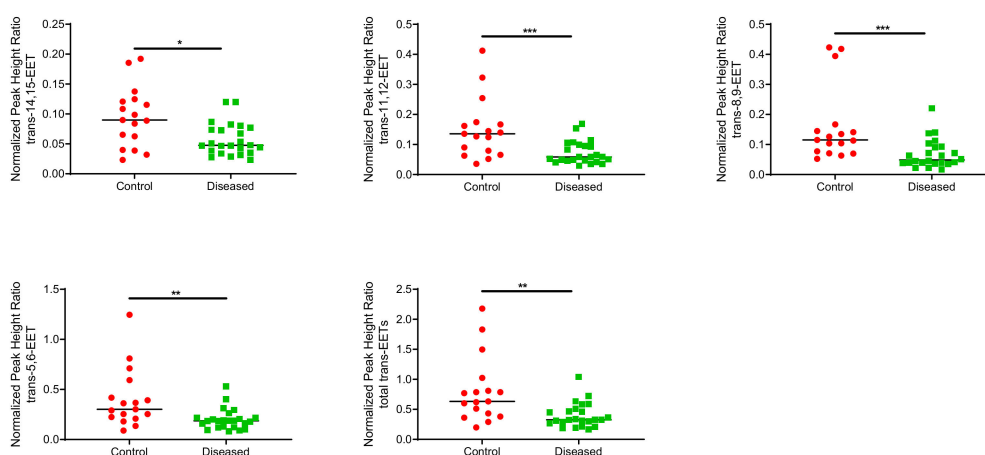 Normalized Peak Height Ratio
trans-14,15-EET
0.25
0.20
0.15
0.10
0.05
0.00
*
Control
Diseased
Normalized Peak Height Ratio
trans-11,12-EET
0.5
0.4
0.3
0.2
0.1
0.0
***
Control
Diseased
Normalized Peak Height Ratio
trans-8,9-EET
0.5
0.4
0.3
0.2
0.1
0.0
***
Control
Diseased
Normalized Peak Height Ratio
trans-5,6-EET
1.5
1.0
0.5
0.0
**
Control
Diseased
Normalized Peak Height Ratio
total trans-EETs
2.5
2.0
1.5
1.0
0.5
0.0
**
Control
Diseased